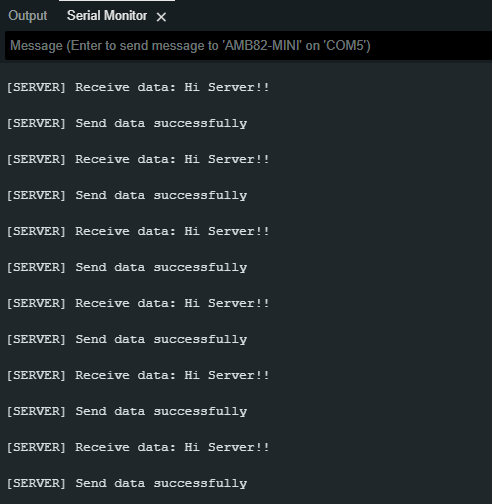 Output Serial Monitor
Message (Enter to send message to 'AMB82-MINI' on 'COM5')
[SERVER] Receive data: Hi Server!!
[SERVER] Send data successfully
[SERVER] Receive data: Hi Server!!
[SERVER] Send data successfully
[SERVER] Receive data: Hi Server!!
[SERVER] Send data successfully
[SERVER] Receive data: Hi Server!!
[SERVER] Send data successfully
[SERVER] Receive data: Hi Server!!
[SERVER] Send data successfully
[SERVER] Receive data: Hi Server!!
[SERVER] Send data successfully